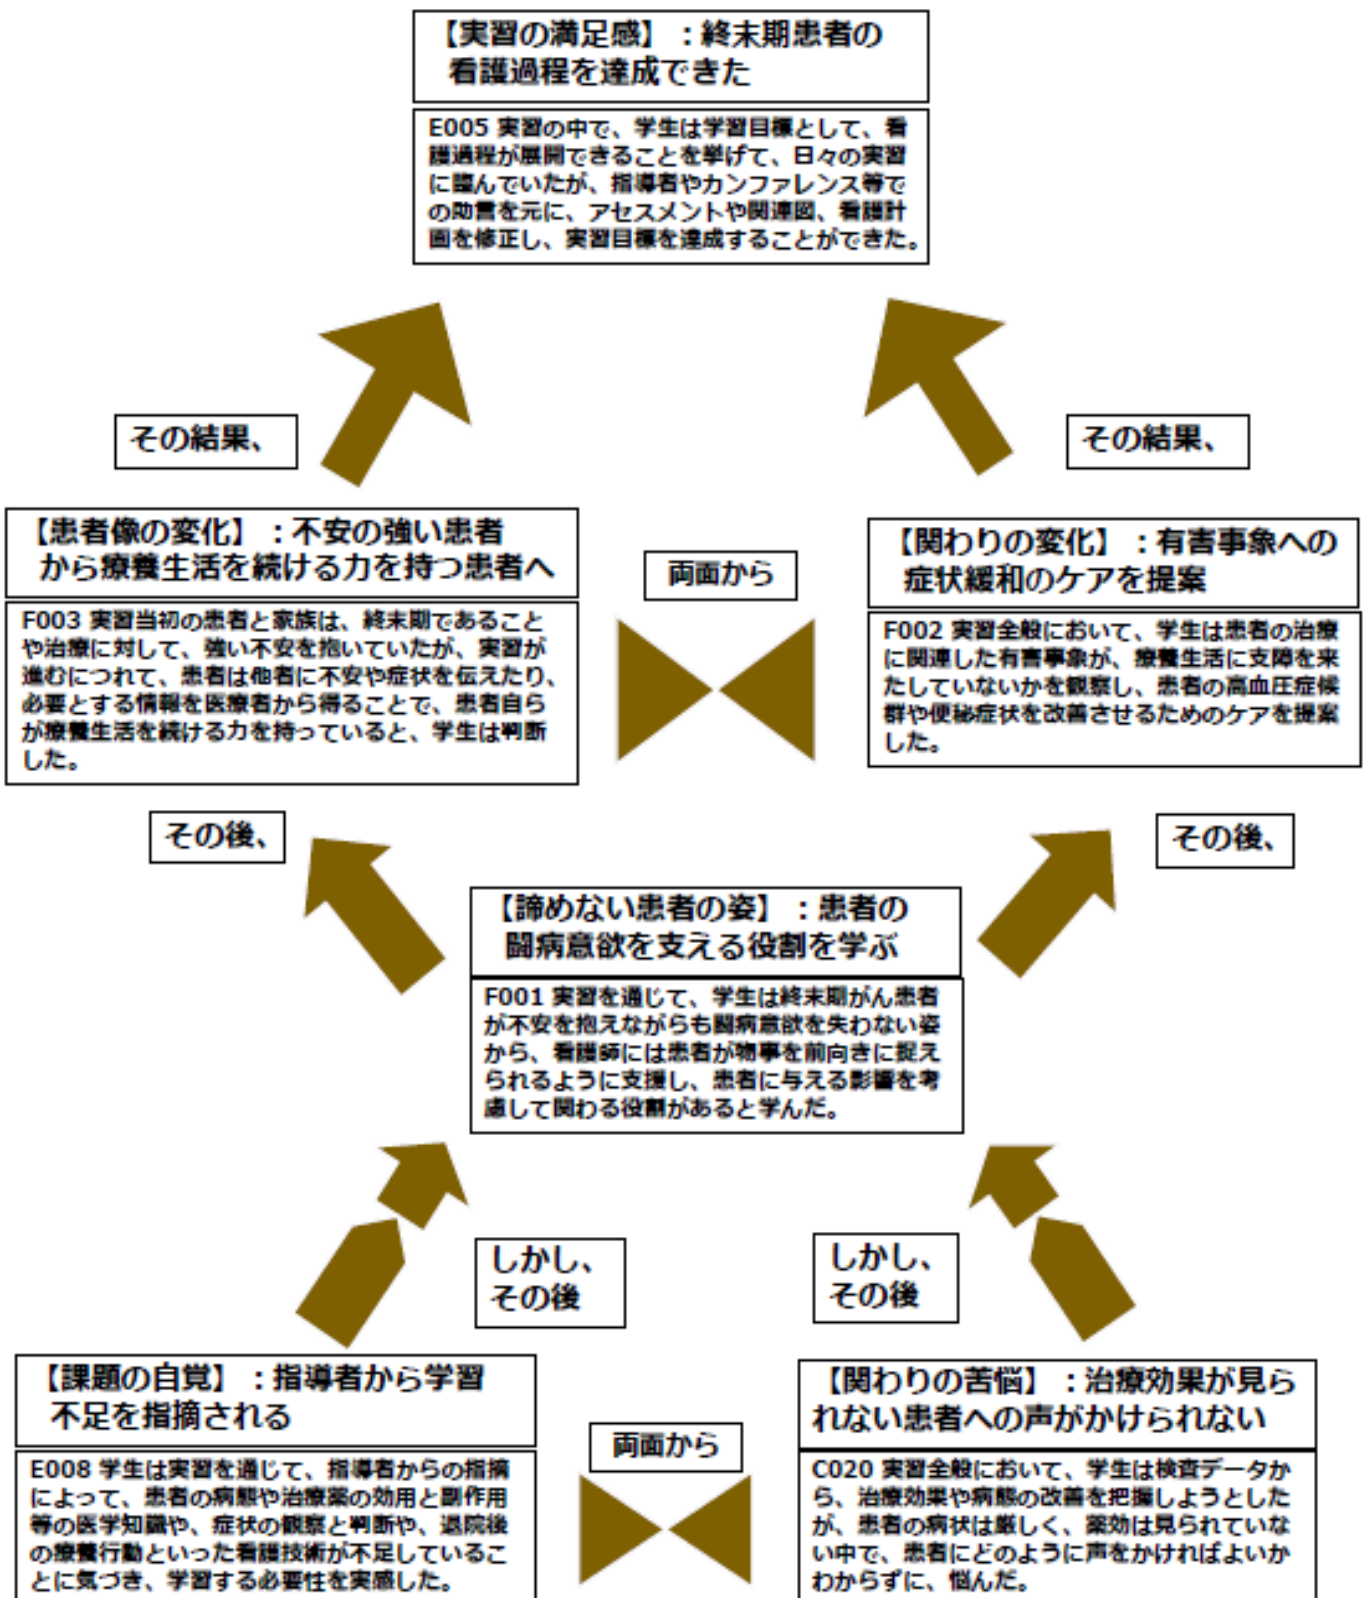 【実習の満足感】：終末期患者の
看護過程を達成できた
E005 実習の中で、学生は学習目標として、看
護過程が展開できることを挙げて、日々の実習
に臨んでいたが、指導者やカンファレンス等で
の助言を元に、アセスメントや関連図、看護計
画を修正し、実習目標を達成することができた。
その結果、
その結果、
【患者像の変化】：不安の強い患者
から療養生活を続ける力を持つ患者へ
F003 実習当初の患者と家族は、終末期であること
や治療に対して、強い不安を抱いていたが、実習が
進むにつれて、患者は他者に不安や症状を伝えたり、
必要とする情報を医療者から得ることで、患者自ら
が療養生活を続ける力を持っていると、学生は判断
した。
両面から
【関わりの変化】：有害事象への
症状緩和のケアを提案
F002 実習全般において、学生は患者の治療
に関連した有害事象が、療養生活に支障を来
たしていないかを観察し、患者の高血圧症候
群や便秘症状を改善させるためのケアを提案
した。
その後、
その後、
【諦めない患者の姿】：患者の
闘病意欲を支える役割を学ぶ
F001 実習を通じて、学生は終末期がん患者
が不安を抱えながらも闘病意欲を失わない姿
から、看護師には患者が物事を前向きに捉え
られるように支援し、患者に与える影響を考
慮して関わる役割があると学んだ。
しかし、
その後
しかし、
その後
【課題の自覚】：指導者から学習
不足を指摘される
E008 学生は実習を通じて、指導者からの指摘
によって、患者の病態や治療薬の効用と副作用
等の医学知識や、症状の観察と判断や、退院後
の療養行動といった看護技術が不足しているこ
とに気づき、学習する必要性を実感した。
両面から
【関わりの苦悩】：治療効果が見ら
れない患者への声がかけられない
C020 実習全般において、学生は検査データか
ら、治療効果や病態の改善を把握しようとした
が、患者の病状は厳しく、薬効は見られていな
い中で、患者にどのように声をかければよいか
わからずに、悩んだ。